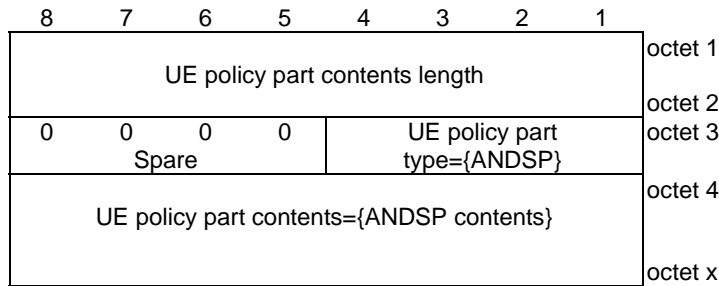 8 7 6 5 4 3 2 1
UE policy part contents length
octet 1
octet 2
0 0 0 0
Spare
UE policy part
type={ANDSP}
octet 3
UE policy part contents={ANDSP contents}
octet 4
octet x